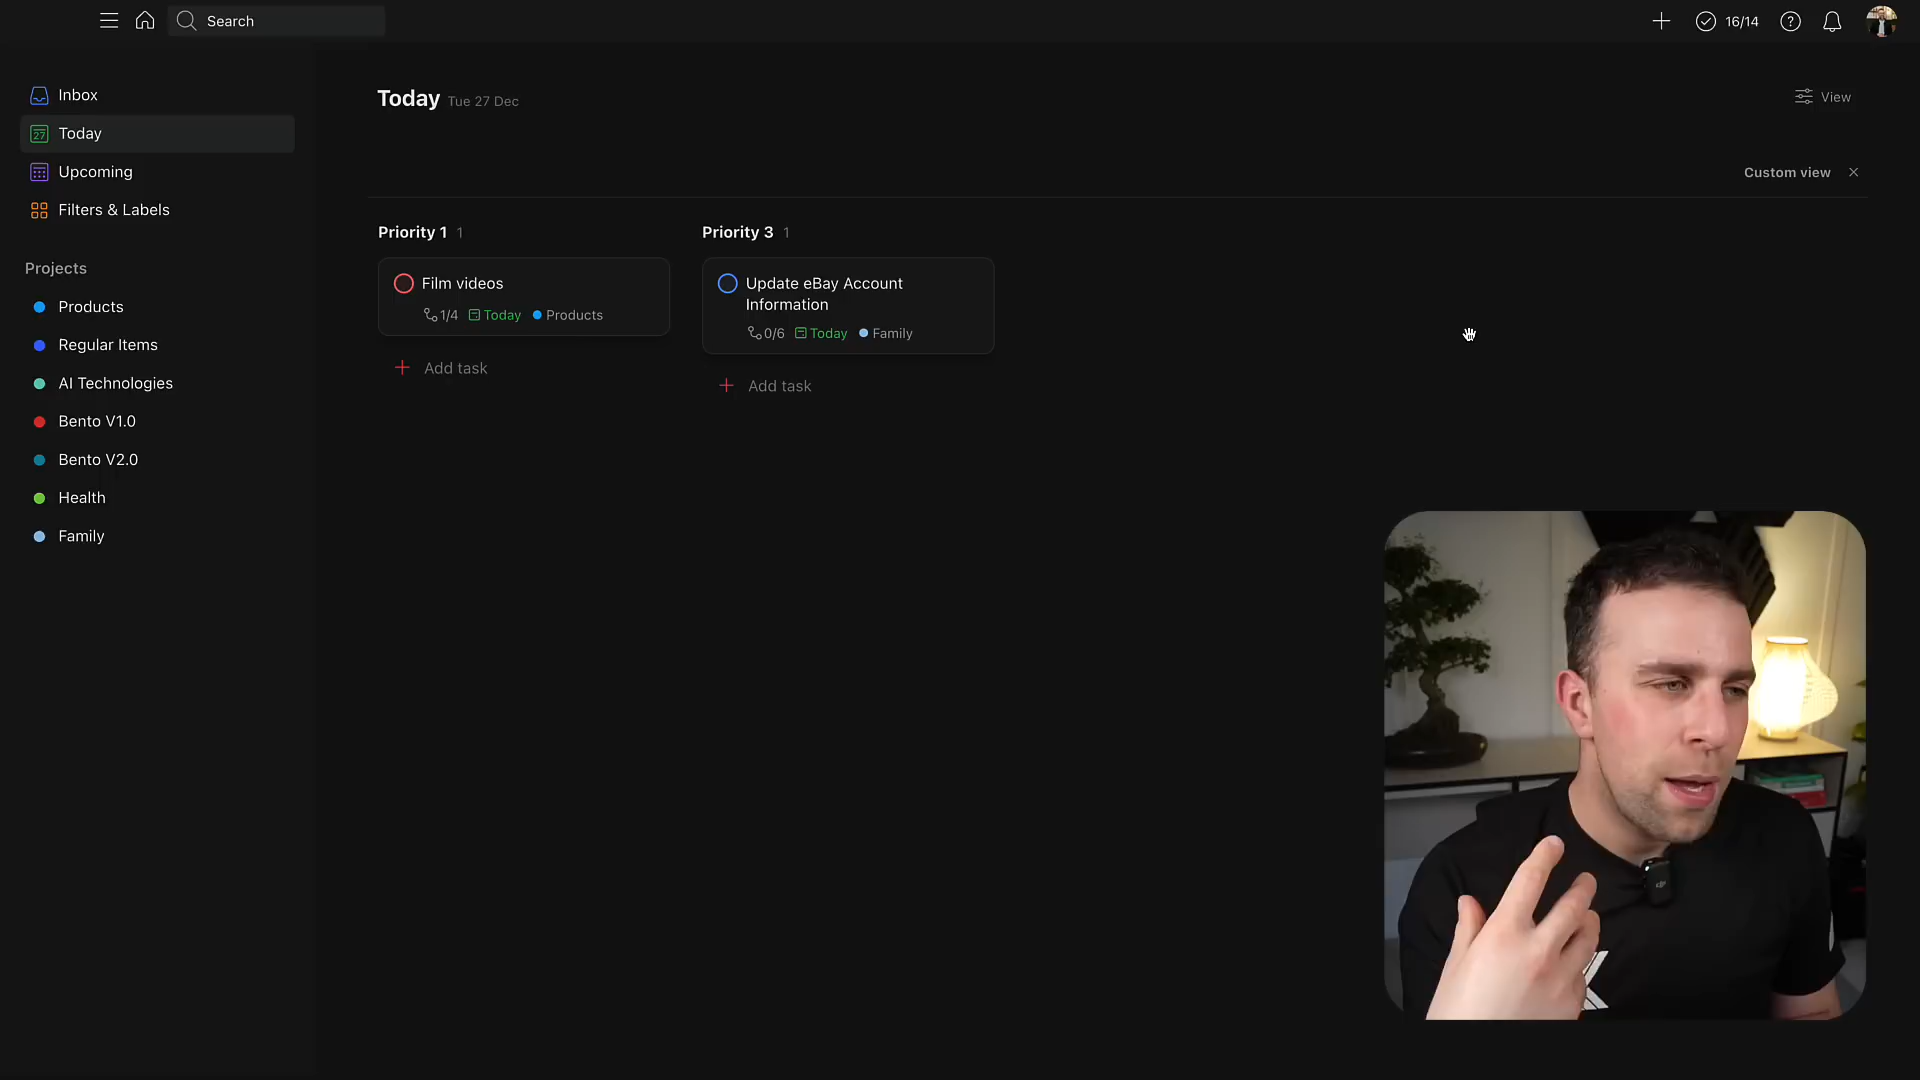 Search
16/14
Inbox
27
Today
Upcoming
Filters & Labels
Projects
Products
Regular Items
AI Technologies
Bento V1.0
Bento V2.0
Health
Family
Today Tue 27 Dec
View
Custom view
Priority 1 1
Film videos
1/4 Today Products
Add task
Priority 3 1
Update eBay Account
Information
0/6 Today Family
Add task